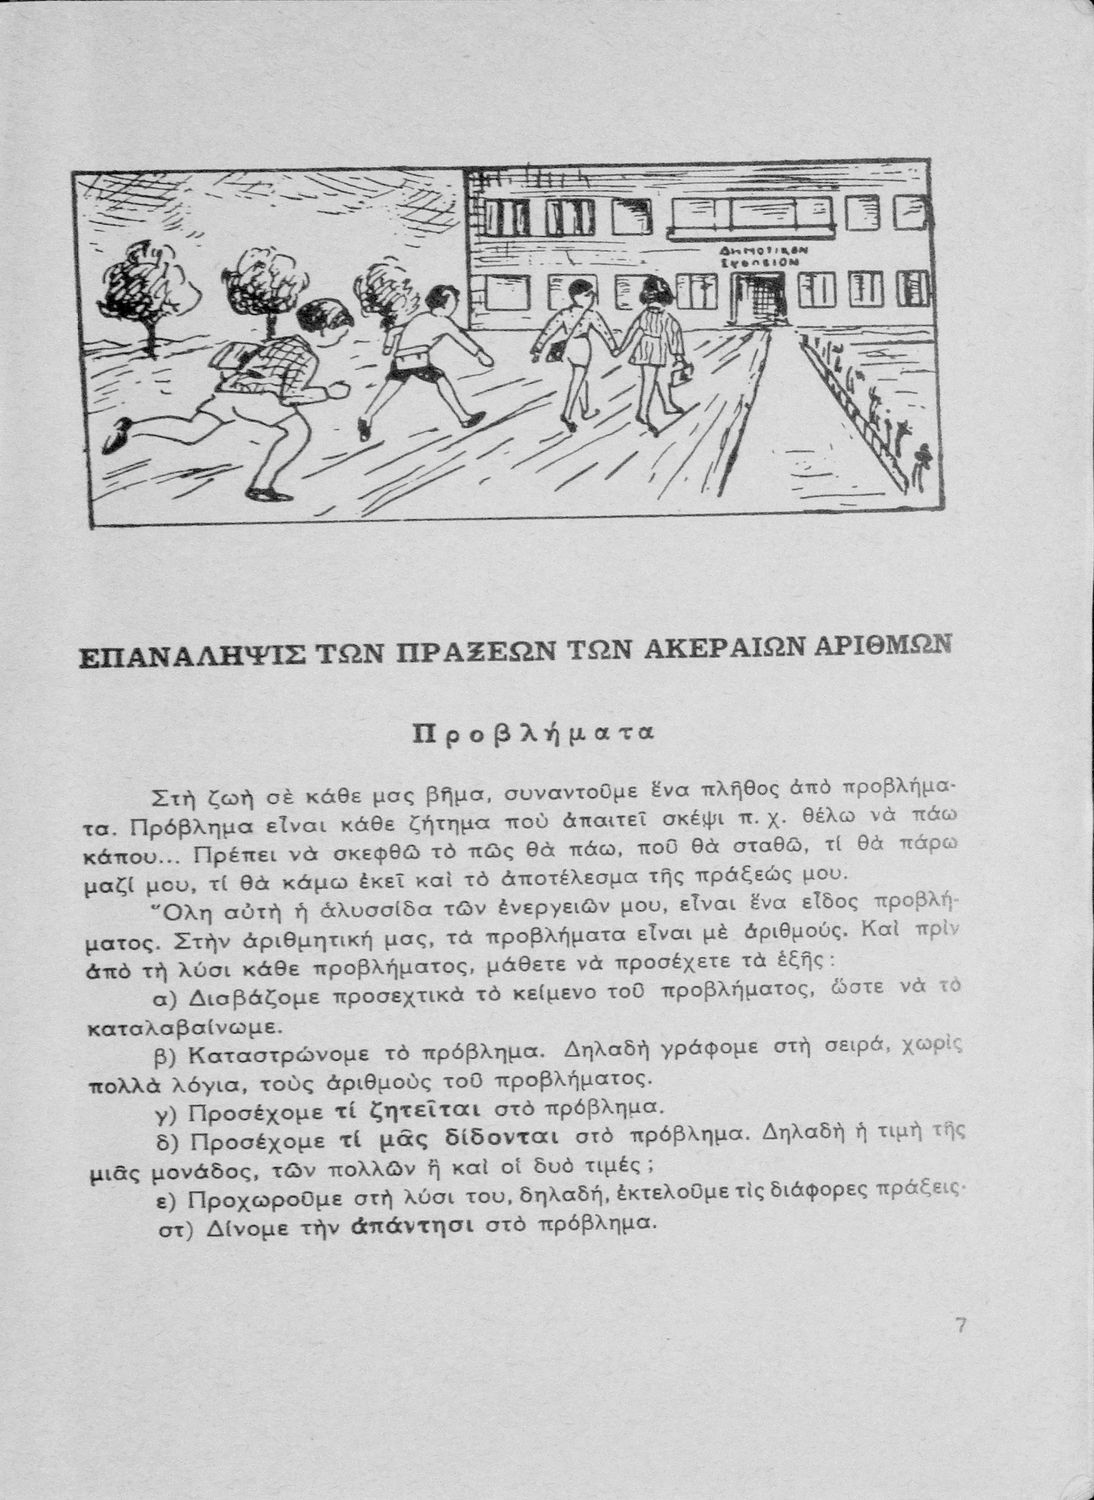 ΔΗΜΟΤΙΚΟΝ
ΣΧΟΛΕΙΟΝ
ΕΠΑΝΑΛΗΨΙΣ ΤΩΝ ΠΡΑΞΕΩΝ ΤΩΝ ΑΚΕΡΑΙΩΝ ΑΡΙΘΜΩΝ
Προβλήματα
Στὴ ζωὴ σὲ κάθε μας βῆμα, συναντοῦμε ἕνα πλῆθος ἀπὸ προβλήμα-
τα. Πρόβλημα εἶναι κάθε ζήτημα ποὺ ἀπαιτεῖ σκέψι π. χ. θέλω νὰ πάω
κάπου... Πρέπει νὰ σκεφθῶ τὸ πῶς θὰ πάω, ποῦ θὰ σταθῶ, τί θὰ πάρω
μαζί μου, τί θὰ κάμω ἐκεῖ καὶ τὸ ἀποτέλεσμα τῆς πράξεώς μου.
Ὅλη αὐτὴ ἡ ἁλυσσίδα τῶν ἐνεργειῶν μου, εἶναι ἕνα εἶδος προβλή-
ματος. Στὴν ἀριθμητική μας, τὰ προβλήματα εἶναι μὲ ἀριθμούς. Καὶ πρὶν
ἀπὸ τὴ λύσι κάθε προβλήματος, μάθετε νὰ προσέχετε τὰ ἑξῆς :
α) Διαβάζομε προσεχτικὰ τὸ κείμενο τοῦ προβλήματος, ὥστε νὰ τὸ
καταλαβαίνωμε.
β) Καταστρώνομε τὸ πρόβλημα. Δηλαδὴ γράφομε στὴ σειρά, χωρὶς
πολλὰ λόγια, τοὺς ἀριθμοὺς τοῦ προβλήματος.
γ) Προσέχομε τί ζητεῖται στὸ πρόβλημα.
δ) Προσέχομε τί μᾶς δίδονται στὸ πρόβλημα. Δηλαδὴ ἡ τιμὴ τῆς
μιᾶς μονάδος, τῶν πολλῶν ἢ καὶ οἱ δυὸ τιμές ;
ε) Προχωροῦμε στὴ λύσι του, δηλαδή, ἐκτελοῦμε τὶς διάφορες πράξεις·
στ) Δίνομε τὴν ἀπάντησι στὸ πρόβλημα.
7